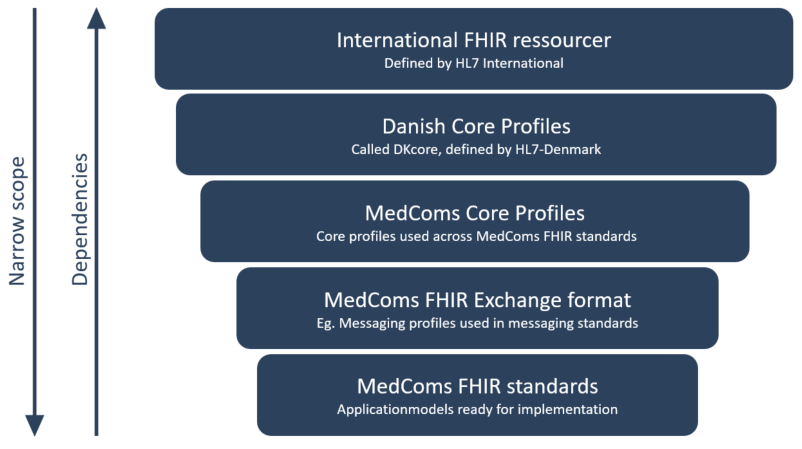 Narrow scope
Dependencies
International FHIR ressourcer
Defined by HL7 International
Danish Core Profiles
Called DKcore, defined by HL7-Denmark
MedComs Core Profiles
Core profiles used across MedComs FHIR standards
MedComs FHIR Exchange format
Eg. Messaging profiles used in messaging standards
MedComs FHIR standards
Applicationmodels ready for implementation